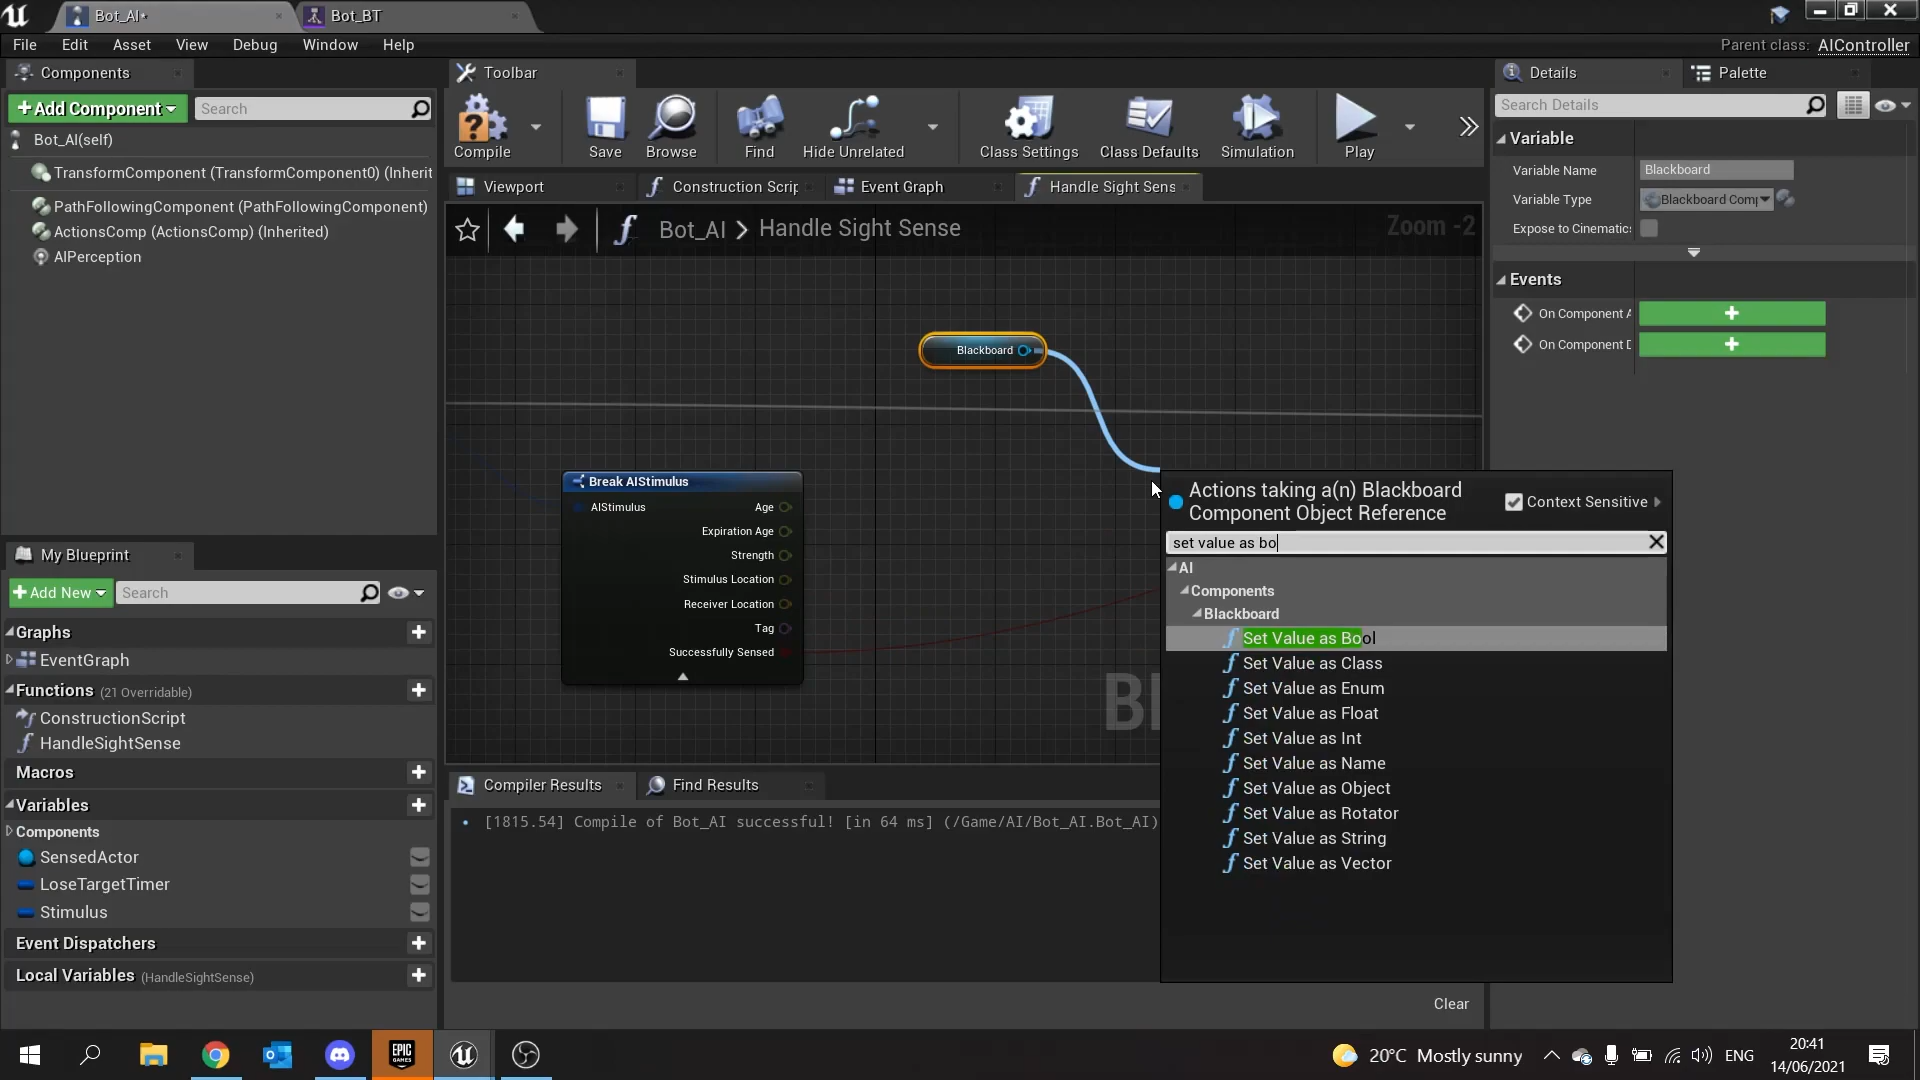 Bot_AI*
Bot_BT
File
Edit
Asset
View
Debug
Window
Help
Parent class:
AIController
Components
+Add Component
Search
Bot_AI(self)
TransformComponent (TransformComponent0) (Inherit
PathFollowingComponent (PathFollowingComponent)
ActionsComp (ActionsComp) (Inherited)
AIPerception
Toolbar
Compile
Save
Browse
Find
Hide Unrelated
Class Settings
Class Defaults
Simulation
Play
Viewport
Construction Scrip
Event Graph
Handle Sight Sens
Bot_AI > Handle Sight Sense
Zoom -2
Blackboard
Break AIStimulus
AIStimulus
Age
Expiration Age
Strength
Stimulus Location
Receiver Location
Tag
Successfully Sensed
Actions taking a(n) Blackboard
Component Object Reference
Context Sensitive
set value as bo
AI
Components
Blackboard
Set Value as Bool
Set Value as Class
Set Value as Enum
Set Value as Float
Set Value as Int
Set Value as Name
Set Value as Object
Set Value as Rotator
Set Value as String
Set Value as Vector
Details
Palette
Search Details
Variable
Variable Name
Blackboard
Variable Type
Blackboard Comp
Expose to Cinematic
Events
On Component A
On Component D
My Blueprint
+Add New
Search
Graphs
EventGraph
Functions (21 Overridable)
ConstructionScript
HandleSightSense
Macros
Variables
Components
SensedActor
LoseTargetTimer
Stimulus
Event Dispatchers
Local Variables (HandleSightSense)
Compiler Results
Find Results
[1815.54] Compile of Bot_AI successful! [in 64 ms] (/Game/AI/Bot_AI.Bot_AI)
Clear
EPIC
GAMES
20°C Mostly sunny
ENG
20:41
14/06/2021